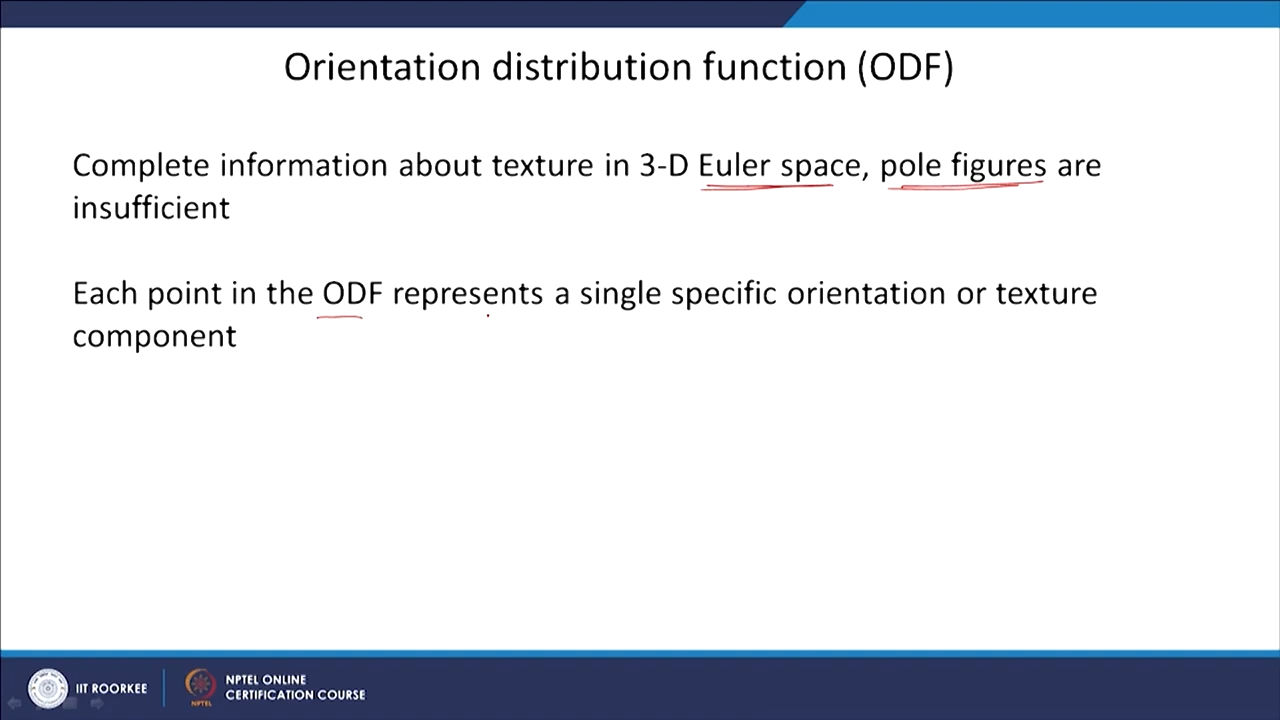 Orientation distribution function (ODF)
Complete information about texture in 3-D Euler space, pole figures are
insufficient
Each point in the ODF represents a single specific orientation or texture
component
IIT ROORKEE
NPTEL
NPTEL ONLINE
CERTIFICATION COURSE